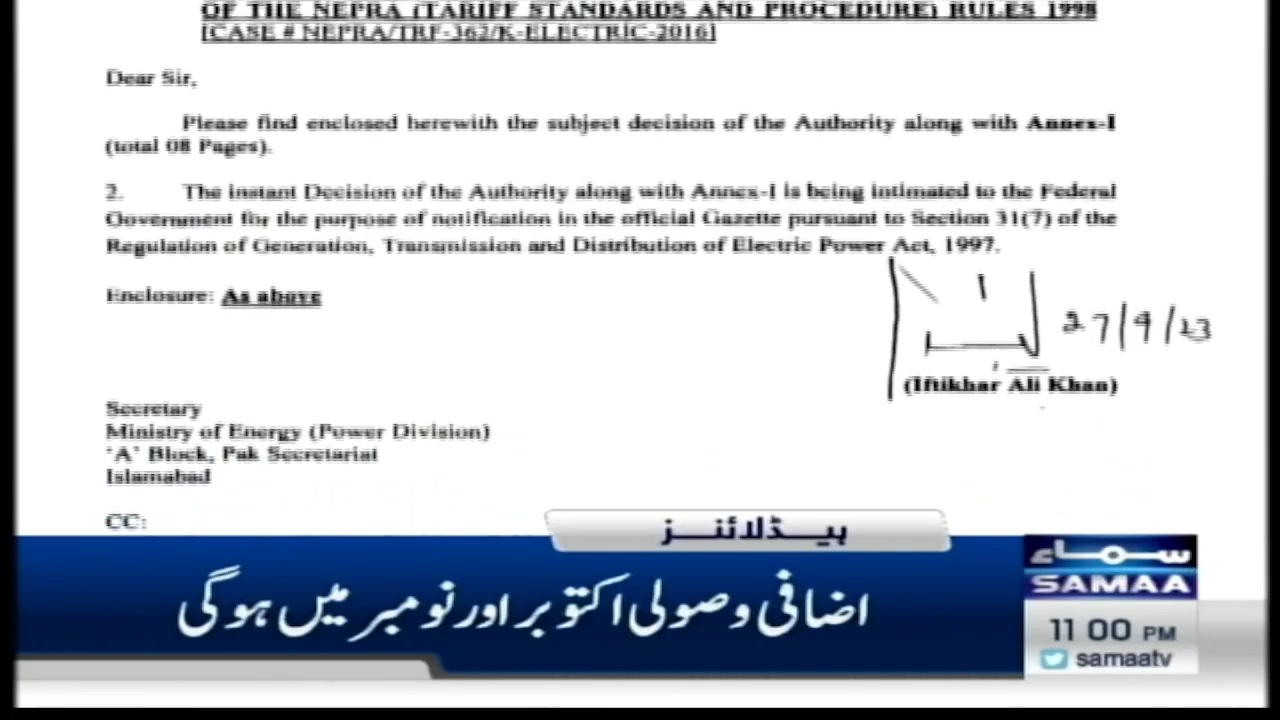 OF THE NEPRA (TARIFF STANDARDS AND PROCEDURE) RULES 1998
[CASE # NEPRA/TRF-362/K-ELECTRIC-2016]
Dear Sir,
Please find enclosed herewith the subject decision of the Authority along with Annex-I
(total 08 Pages).
2. The instant Decision of the Authority along with Annex-I is being intimated to the Federal
Government for the purpose of notification in the official Gazette pursuant to Section 31(7) of the
Regulation of Generation, Transmission and Distribution of Electric Power Act, 1997.
Enclosure: As above
27/9/23
(Iftikhar Ali Khan)
Secretary
Ministry of Energy (Power Division)
'A' Block, Pak Secretariat
Islamabad
CC:
ہیڈلائنز
اضافی وصولی اکتوبر اور نومبر میں ہوگی
سماء
SAMAA
11 00 PM
samaatv